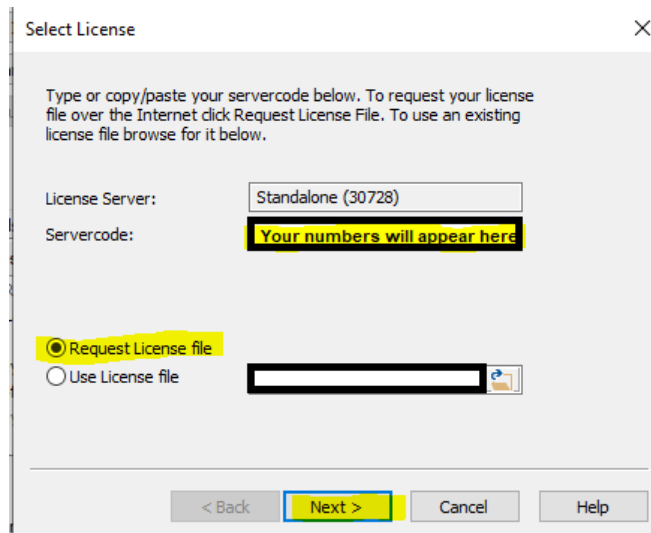 Select License
Type or copy/paste your servercode below. To request your license
file over the Internet click Request License File. To use an existing
license file browse for it below.
License Server:
Standalone (30728)
Servercode:
Your numbers will appear here
Request License file
Use License file
< Back
Next >
Cancel
Help